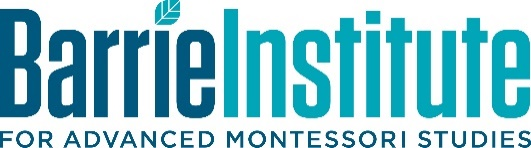 BarrieInstitute
FOR ADVANCED MONTESSORI STUDIES